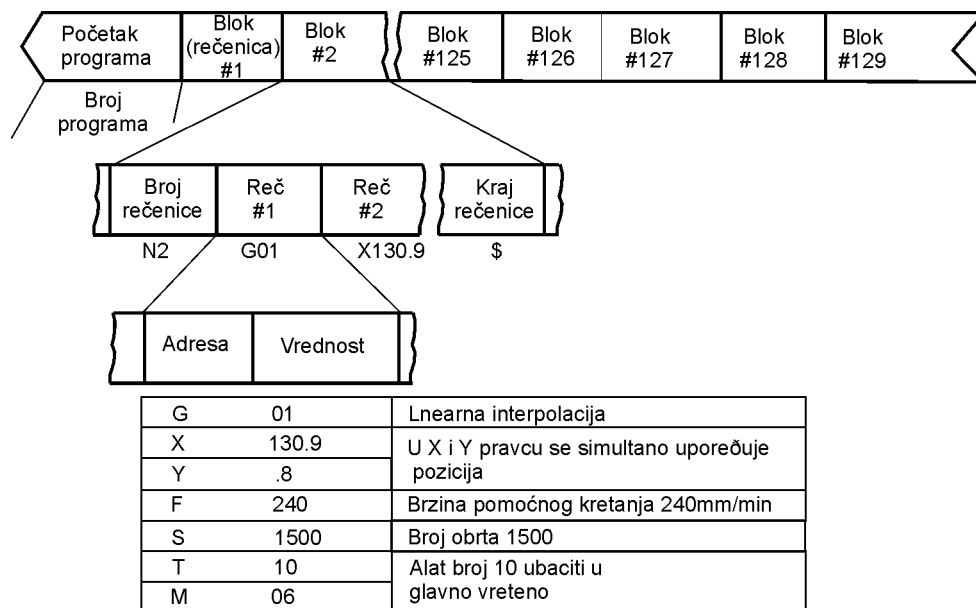 Početak
programa
Blok
(rečenica)
#1
Blok
#2
Blok
#125
Blok
#126
Blok
#127
Blok
#128
Blok
#129
Broj
programa
Broj
rečenice
Reč
#1
Reč
#2
Kraj
rečenice
N2
G01
X130.9
$
Adresa
Vrednost
G 01 Lnearna interpolacija
X 130.9 U X i Y pravcu se simultano upoređuje
Y .8 pozicija
F 240 Brzina pomoćnog kretanja 240mm/min
S 1500 Broj obrta 1500
T 10 Alat broj 10 ubaciti u
M 06 glavno vreteno